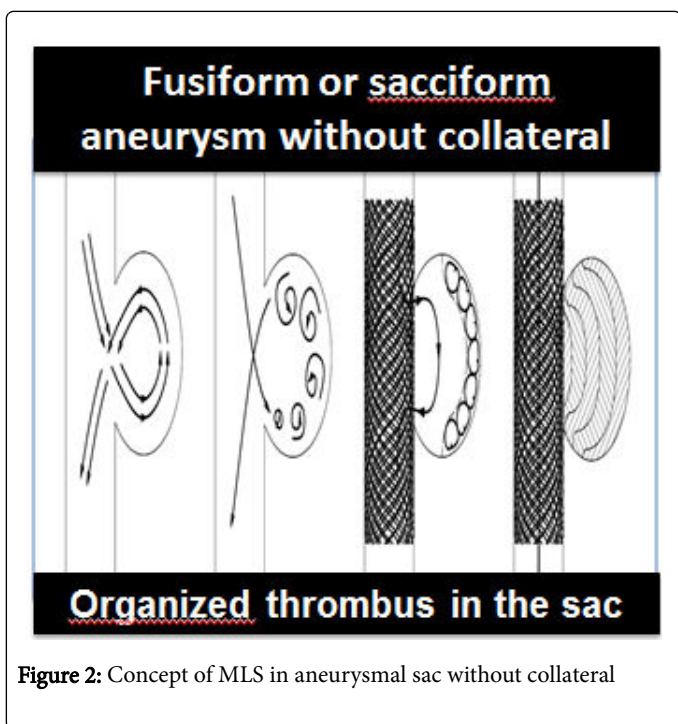 Fusiform or sacciform
aneurysm without collateral
Organized thrombus in the sac
Figure 2: Concept of MLS in aneurysmal sac without collateral